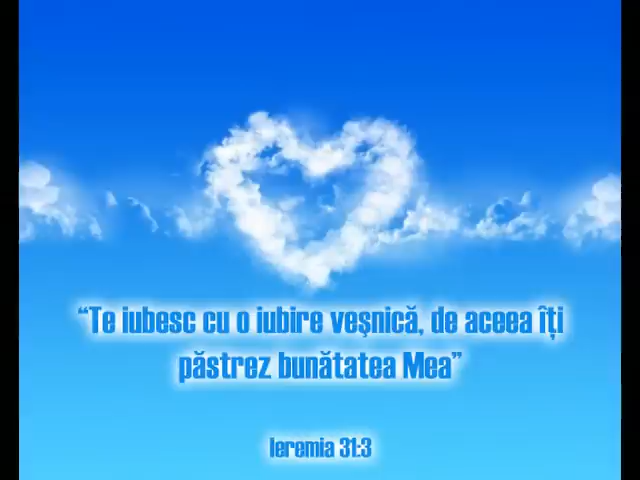 “Te iubesc cu o iubire veşnică, de aceea îţi
păstrez bunătatea Mea”
Ieremia 31:3